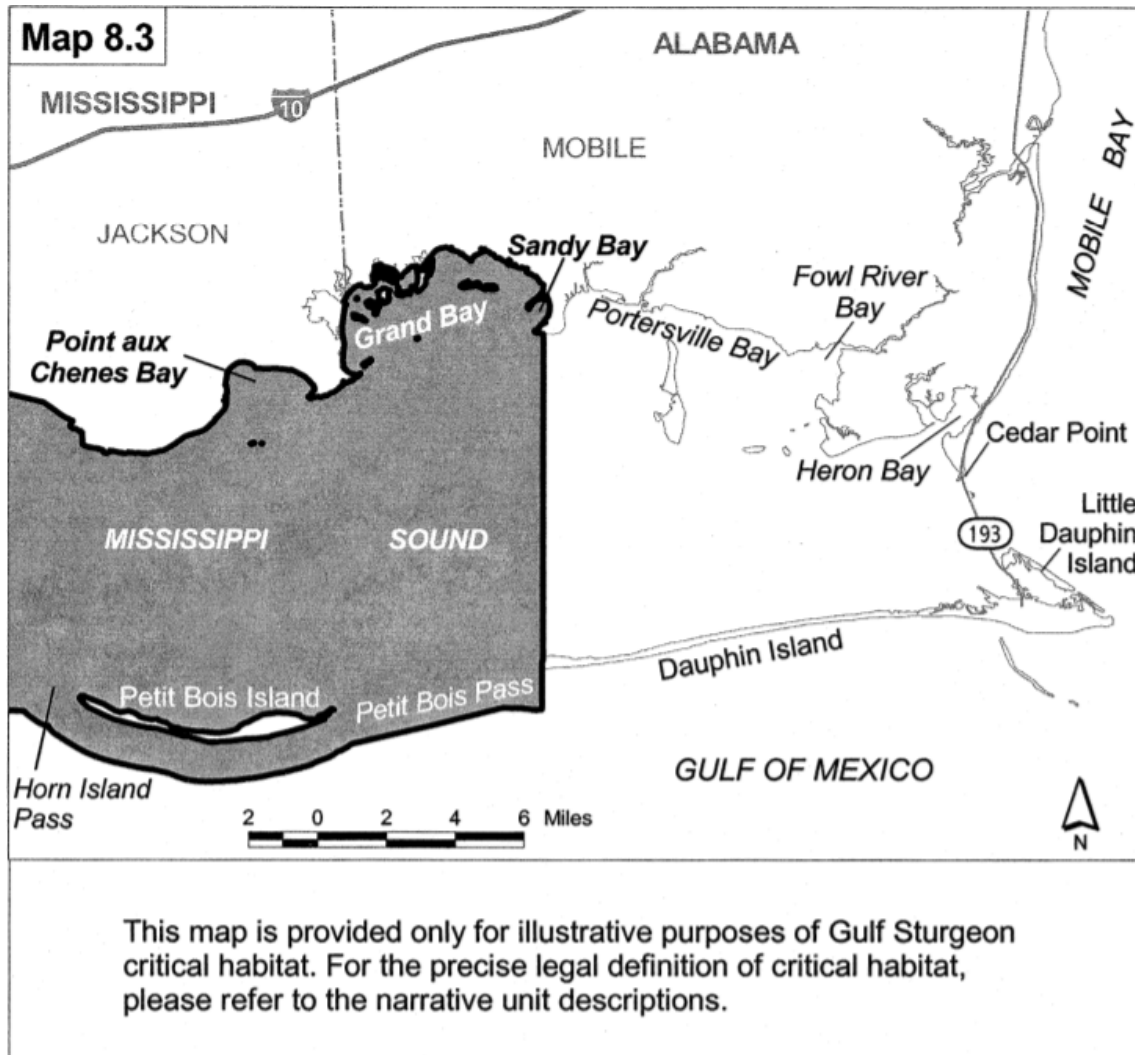 Map 8.3
ALABAMA
MISSISSIPPI
10
MOBILE
MOBILE BAY
JACKSON
Sandy Bay
Fowl River
Bay
Grand Bay
Portersville Bay
Point aux
Chenes Bay
Cedar Point
Heron Bay
Little
Dauphin
Island
193
MISSISSIPPI SOUND
Dauphin Island
Petit Bois Island
Petit Bois Pass
GULF OF MEXICO
Horn Island
Pass
2 0 2 4 6 Miles
N
This map is provided only for illustrative purposes of Gulf Sturgeon
critical habitat. For the precise legal definition of critical habitat,
please refer to the narrative unit descriptions.